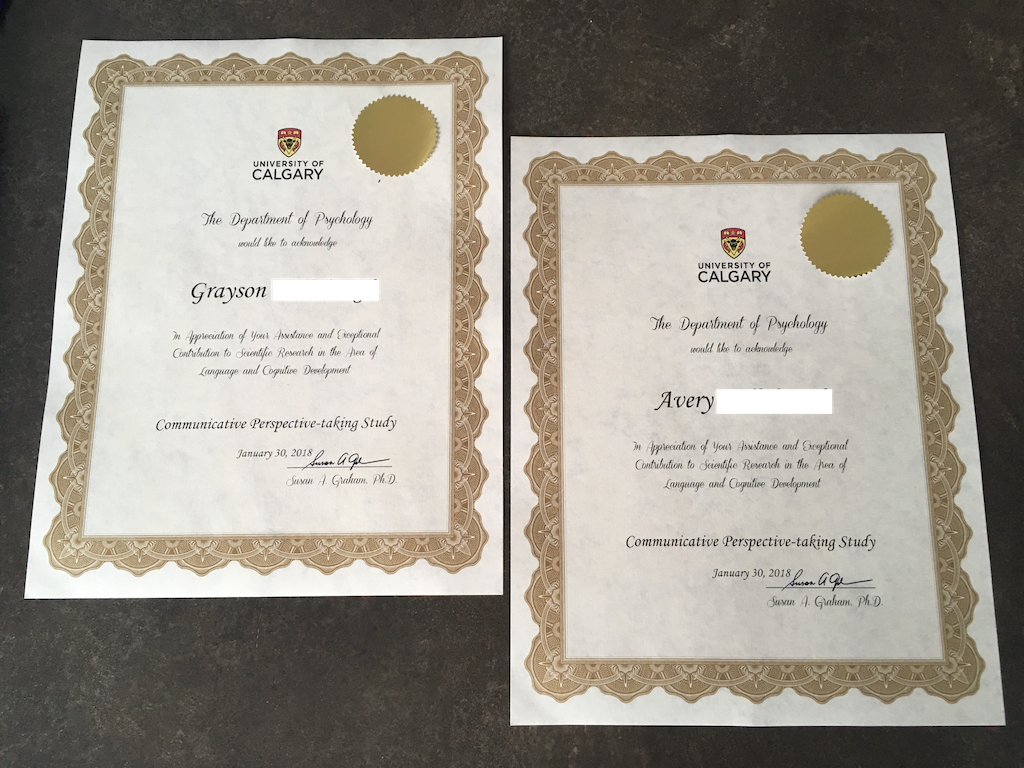 UNIVERSITY OF
CALGARY
The Department of Psychology
would like to acknowledge
Grayson
In Appreciation of Your Assistance and Exceptional
Contribution to Scientific Research in the Area of
Language and Cognitive Development
Communicative Perspective-taking Study
January 30, 2018
Susan A. Graham, Ph.D.
UNIVERSITY OF
CALGARY
The Department of Psychology
would like to acknowledge
Avery
In Appreciation of Your Assistance and Exceptional
Contribution to Scientific Research in the Area of
Language and Cognitive Development
Communicative Perspective-taking Study
January 30, 2018
Susan A. Graham, Ph.D.